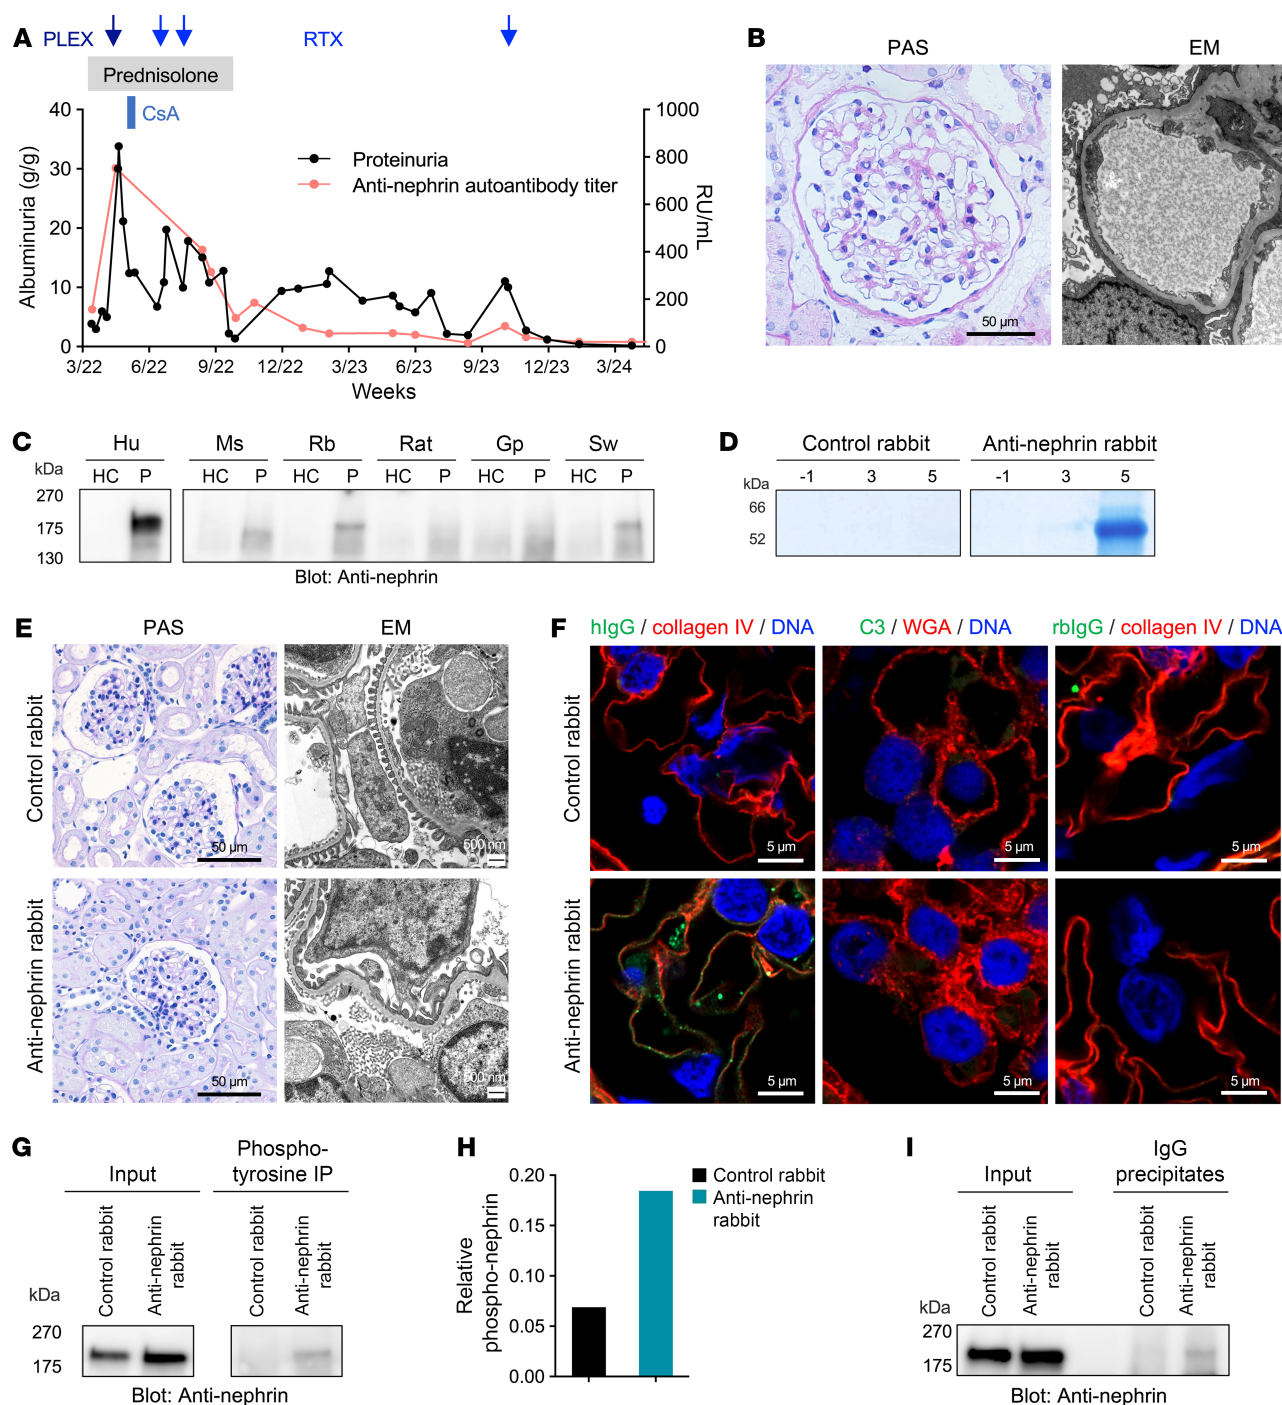 A
PLEX
RTX
Prednisolone
CsA
40
30
20
10
0
Albuminuria (g/g)
1000
800
600
400
200
0
RU/mL
Proteinuria
Anti-nephrin autoantibody titer
3/22 6/22 9/22 12/22 3/23 6/23 9/23 12/23 3/24
Weeks
B
PAS EM
50 µm
C
Hu Ms Rb Rat Gp Sw
kDa
HC P HC P HC P HC P HC P HC P
270
175
130
Blot: Anti-nephrin
D
Control rabbit Anti-nephrin rabbit
kDa
-1 3 5 -1 3 5
66
52
E
PAS EM
Control rabbit
50 µm
500 nm
Anti-nephrin rabbit
50 µm
500 nm
F
hIgG / collagen IV / DNA C3 / WGA / DNA rbIgG / collagen IV / DNA
Control rabbit
5 µm 5 µm 5 µm
Anti-nephrin rabbit
5 µm 5 µm 5 µm
G
Input
Phospho-
tyrosine IP
Control rabbit
Anti-nephrin
rabbit
Control rabbit
Anti-nephrin
rabbit
kDa
270
175
Blot: Anti-nephrin
H
Relative
phospho-nephrin
0.20
0.15
0.10
0.05
0.00
Control rabbit
Anti-nephrin
rabbit
I
Input
IgG
precipitates
Control rabbit
Anti-nephrin
rabbit
Control rabbit
Anti-nephrin
rabbit
kDa
270
175
Blot: Anti-nephrin